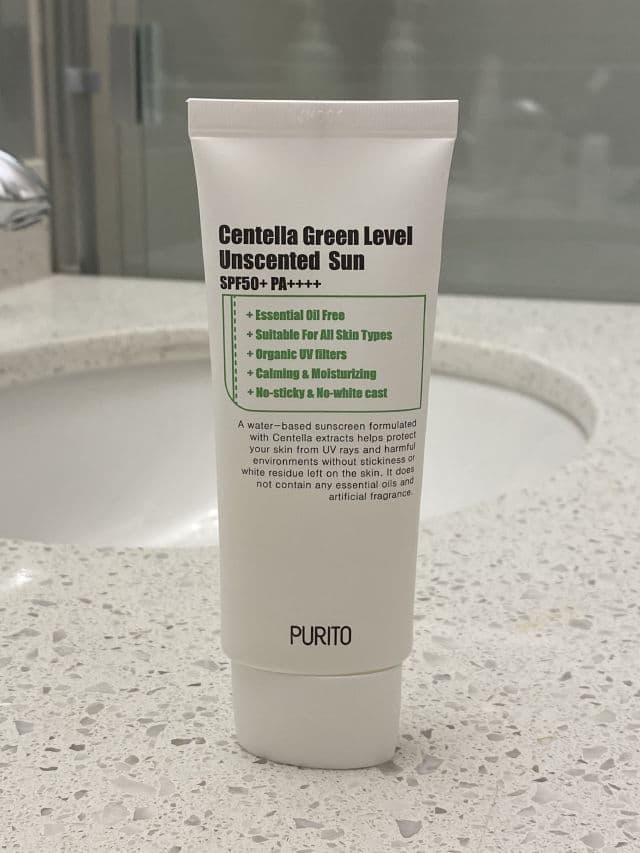 Centella Green Level
Unscented Sun
SPF50+ PA++++
+ Essential Oil Free
+ Suitable For All Skin Types
+ Organic UV filters
+ Calming & Moisturizing
+ No-sticky & No-white cast
A water-based sunscreen formulated
with Centella extracts helps protect
your skin from UV rays and harmful
environments without stickiness or
white residue left on the skin. It does
not contain any essential oils and
artificial fragrance.
PURITO